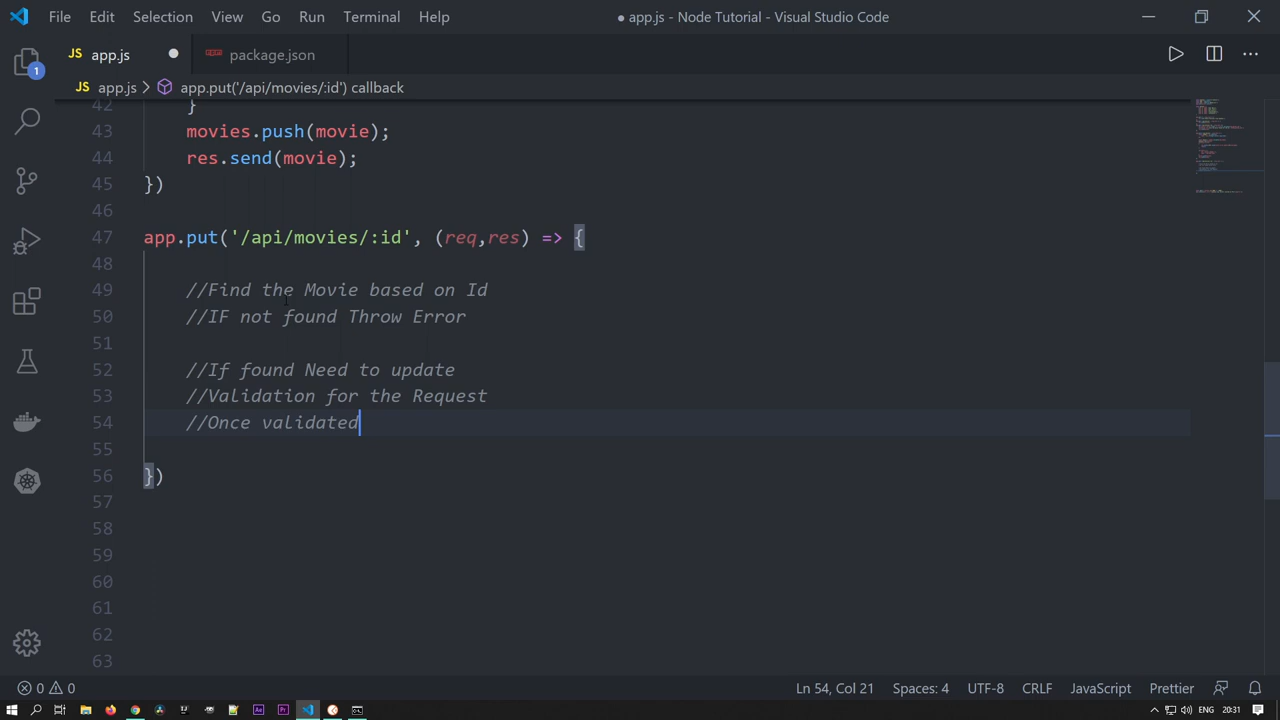 File Edit Selection View Go Run Terminal Help ● app.js - Node Tutorial - Visual Studio Code
JS app.js ● package.json
1
JS app.js > app.put('/api/movies/:id') callback
42 }
43 movies.push(movie);
44 res.send(movie);
45 })
46
47 app.put('/api/movies/:id', (req,res) => {
48
49 //Find the Movie based on Id
50 //IF not found Throw Error
51
52 //If found Need to update
53 //Validation for the Request
54 //Once validated
55
56 })
57
58
59
60
61
62
63
0 0 Ln 54, Col 21 Spaces: 4 UTF-8 CRLF JavaScript Prettier
Ae Pr ENG 20:31